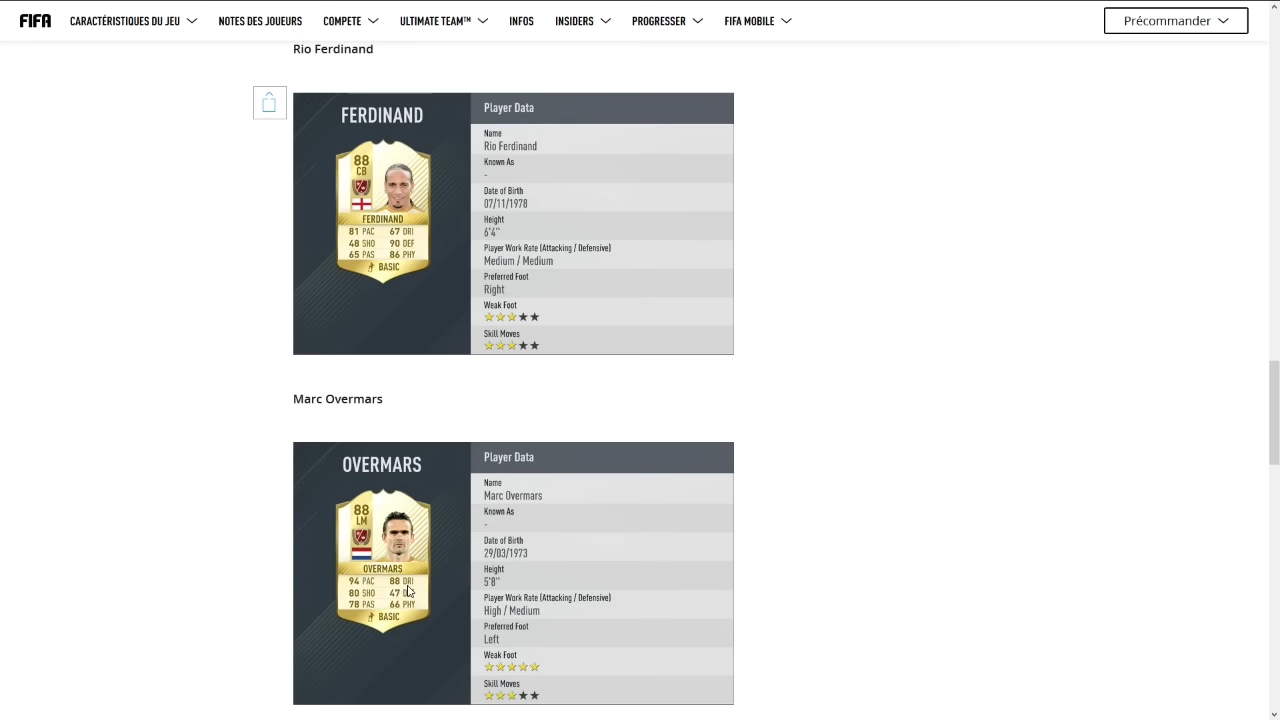 FIFA CARACTÉRISTIQUES DU JEU NOTES DES JOUEURS COMPETE ULTIMATE TEAM™ INFOS INSIDERS PROGRESSER FIFA MOBILE Précommander
Rio Ferdinand
FERDINAND
88
CB
FERDINAND
81 PAC 67 DRI
48 SHO 90 DEF
65 PAS 86 PHY
BASIC
Player Data
Name
Rio Ferdinand
Known As
-
Date of Birth
07/11/1978
Height
6'4''
Player Work Rate (Attacking / Defensive)
Medium / Medium
Preferred Foot
Right
Weak Foot
Skill Moves
Marc Overmars
OVERMARS
88
LM
OVERMARS
94 PAC 88 DRI
80 SHO 47
78 PAS 66 PHY
BASIC
Player Data
Name
Marc Overmars
Known As
-
Date of Birth
29/03/1973
Height
5'8''
Player Work Rate (Attacking / Defensive)
High / Medium
Preferred Foot
Left
Weak Foot
Skill Moves